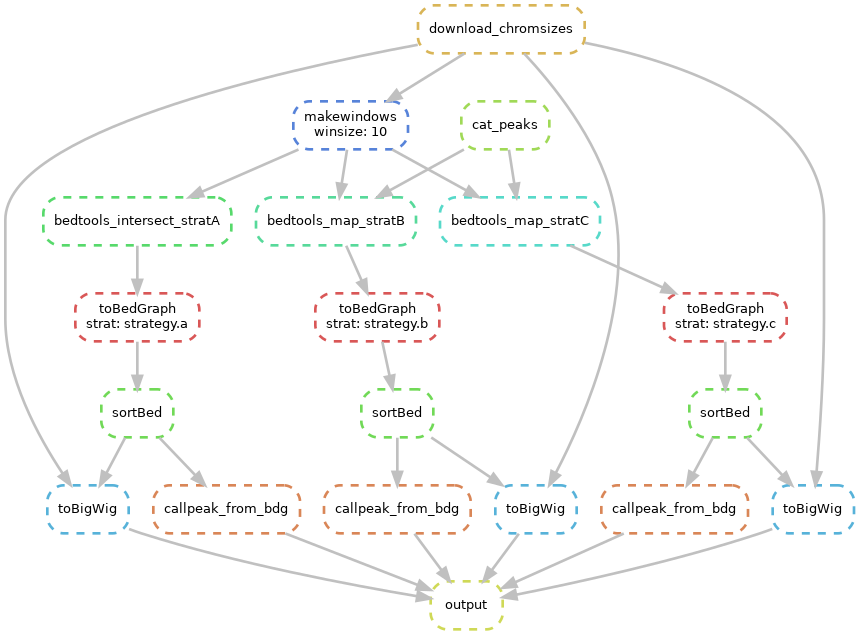 download_chromsizes
makewindows
winsize: 10
cat_peaks
bedtools_intersect_stratA
bedtools_map_stratB
bedtools_map_stratC
toBedGraph
strat: strategy.a
toBedGraph
strat: strategy.b
toBedGraph
strat: strategy.c
sortBed
sortBed
sortBed
toBigWig
callpeak_from_bdg
callpeak_from_bdg
toBigWig
callpeak_from_bdg
toBigWig
output